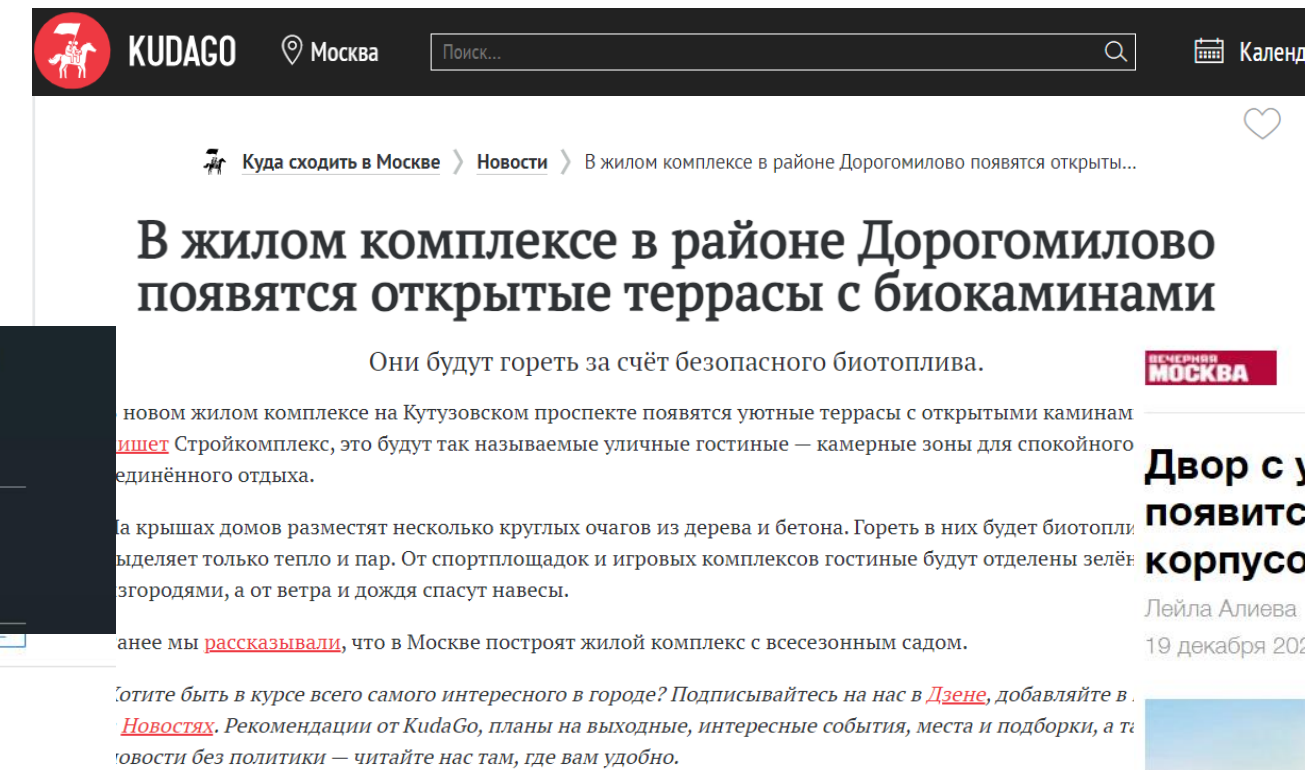 KUDAGO
Москва
Поиск...
Календ
Куда сходить в Москве 〉 Новости 〉 В жилом комплексе в районе Дорогомилово появятся открыты...
В жилом комплексе в районе Дорогомилово
появятся открытые террасы с биокаминами
Они будут гореть за счёт безопасного биотоплива.
новом жилом комплексе на Кутузовском проспекте появятся уютные террасы с открытыми каминам
ишет Стройкомплекс, это будут так называемые уличные гостиные — камерные зоны для спокойного
единённого отдыха.
а крышах домов разместят несколько круглых очагов из дерева и бетона. Гореть в них будет биотопли
ыделяет только тепло и пар. От спортплощадок и игровых комплексов гостиные будут отделены зелён
згородями, а от ветра и дождя спасут навесы.
анее мы рассказывали, что в Москве построят жилой комплекс с всесезонным садом.
отите быть в курсе всего самого интересного в городе? Подписывайтесь на нас в Дзене, добавляйте в
Новостях. Рекомендации от KudaGo, планы на выходные, интересные события, места и подборки, а та
овости без политики — читайте нас там, где вам удобно.
ВЕЧЕРНЯЯ
МОСКВА
Двор с у
появитс
корпусо
Лейла Алиева
19 декабря 202